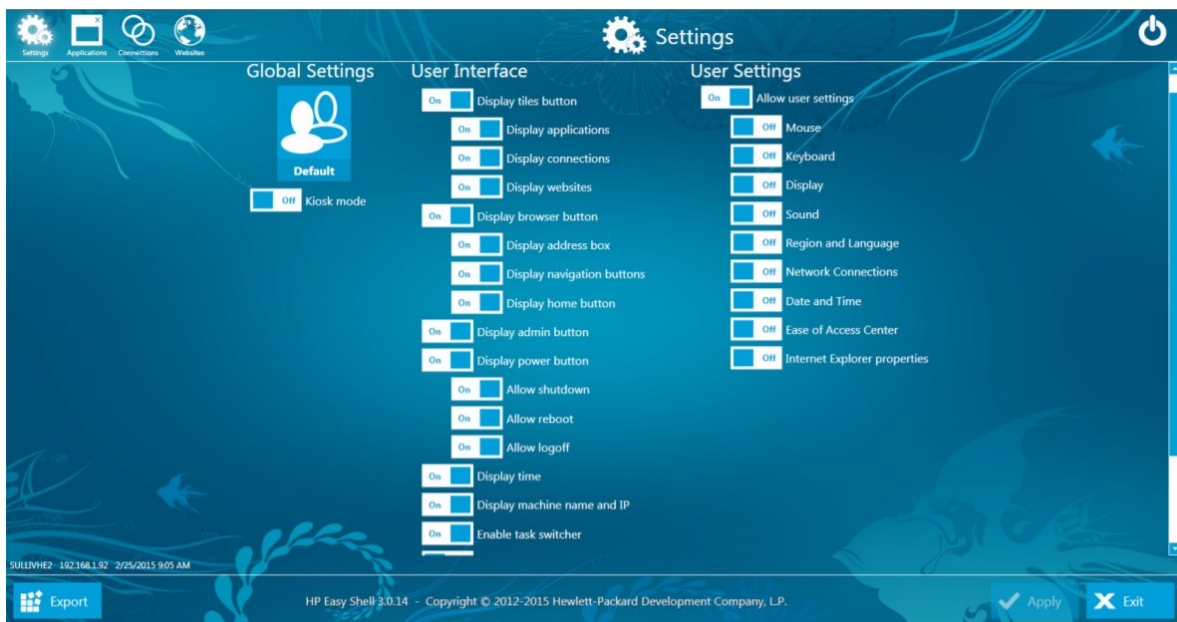 Settings
Applications
Connections
Websites
Settings
Global Settings
Default
Off Kiosk mode
User Interface
On Display tiles button
On Display applications
On Display connections
On Display websites
On Display browser button
On Display address box
On Display navigation buttons
On Display home button
On Display admin button
On Display power button
On Allow shutdown
On Allow reboot
On Allow logoff
On Display time
On Display machine name and IP
On Enable task switcher
User Settings
On Allow user settings
Off Mouse
Off Keyboard
Off Display
Off Sound
Off Region and Language
Off Network Connections
Off Date and Time
Off Ease of Access Center
Off Internet Explorer properties
SULLIVHE2 192.168.1.92 2/25/2015 9:05 AM
Export
HP Easy Shell 3.0.14 - Copyright © 2012-2015 Hewlett-Packard Development Company, L.P.
Apply
Exit